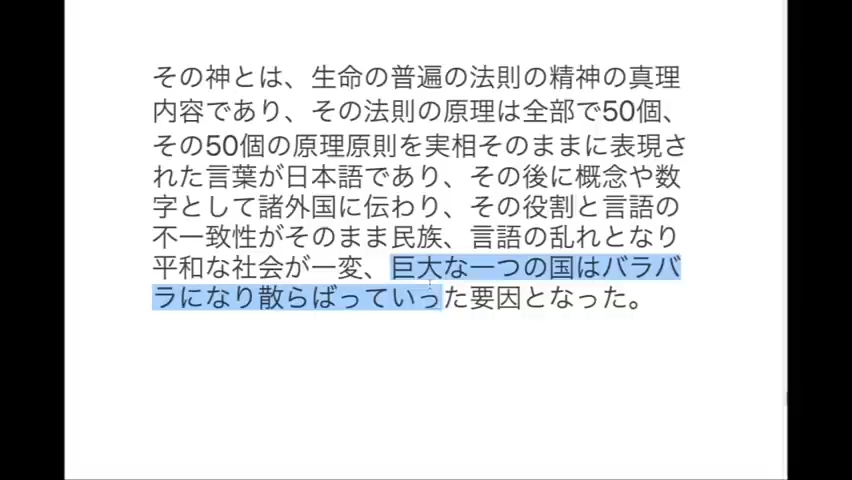 その神とは、生命の普遍の法則の精神の真理
内容であり、その法則の原理は全部で50個、
その50個の原理原則を実相そのままに表現さ
れた言葉が日本語であり、その後に概念や数
字として諸外国に伝わり、その役割と言語の
不一致性がそのまま民族、言語の乱れとなり
平和な社会が一変、巨大な一つの国はバラバ
ラになり散らばっていった要因となった。